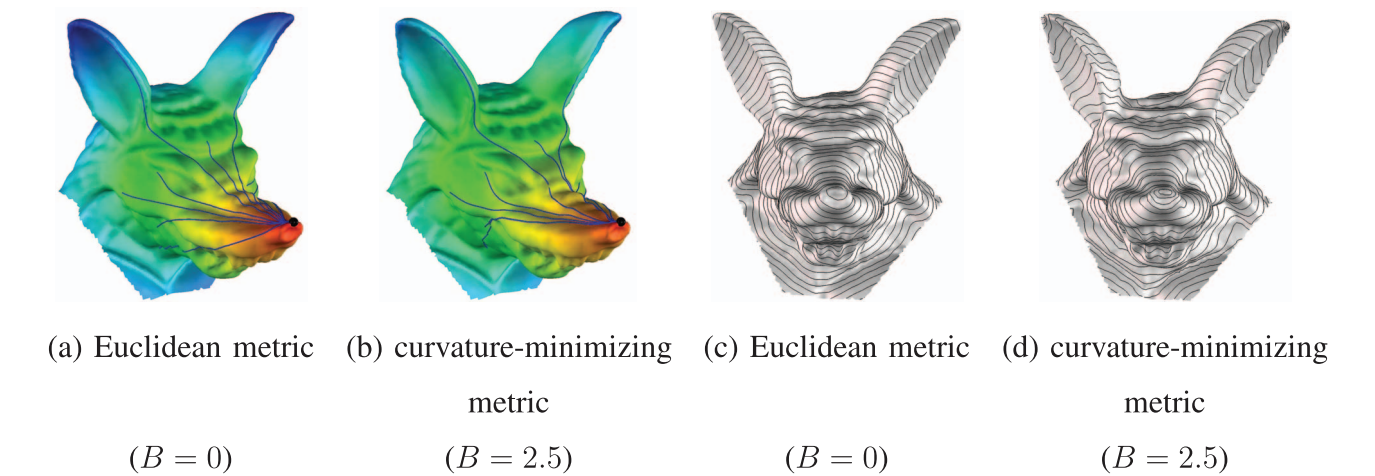 (a) Euclidean metric (b) curvature-minimizing (c) Euclidean metric (d) curvature-minimizing
metric metric
(B = 0) (B = 2.5) (B = 0) (B = 2.5)